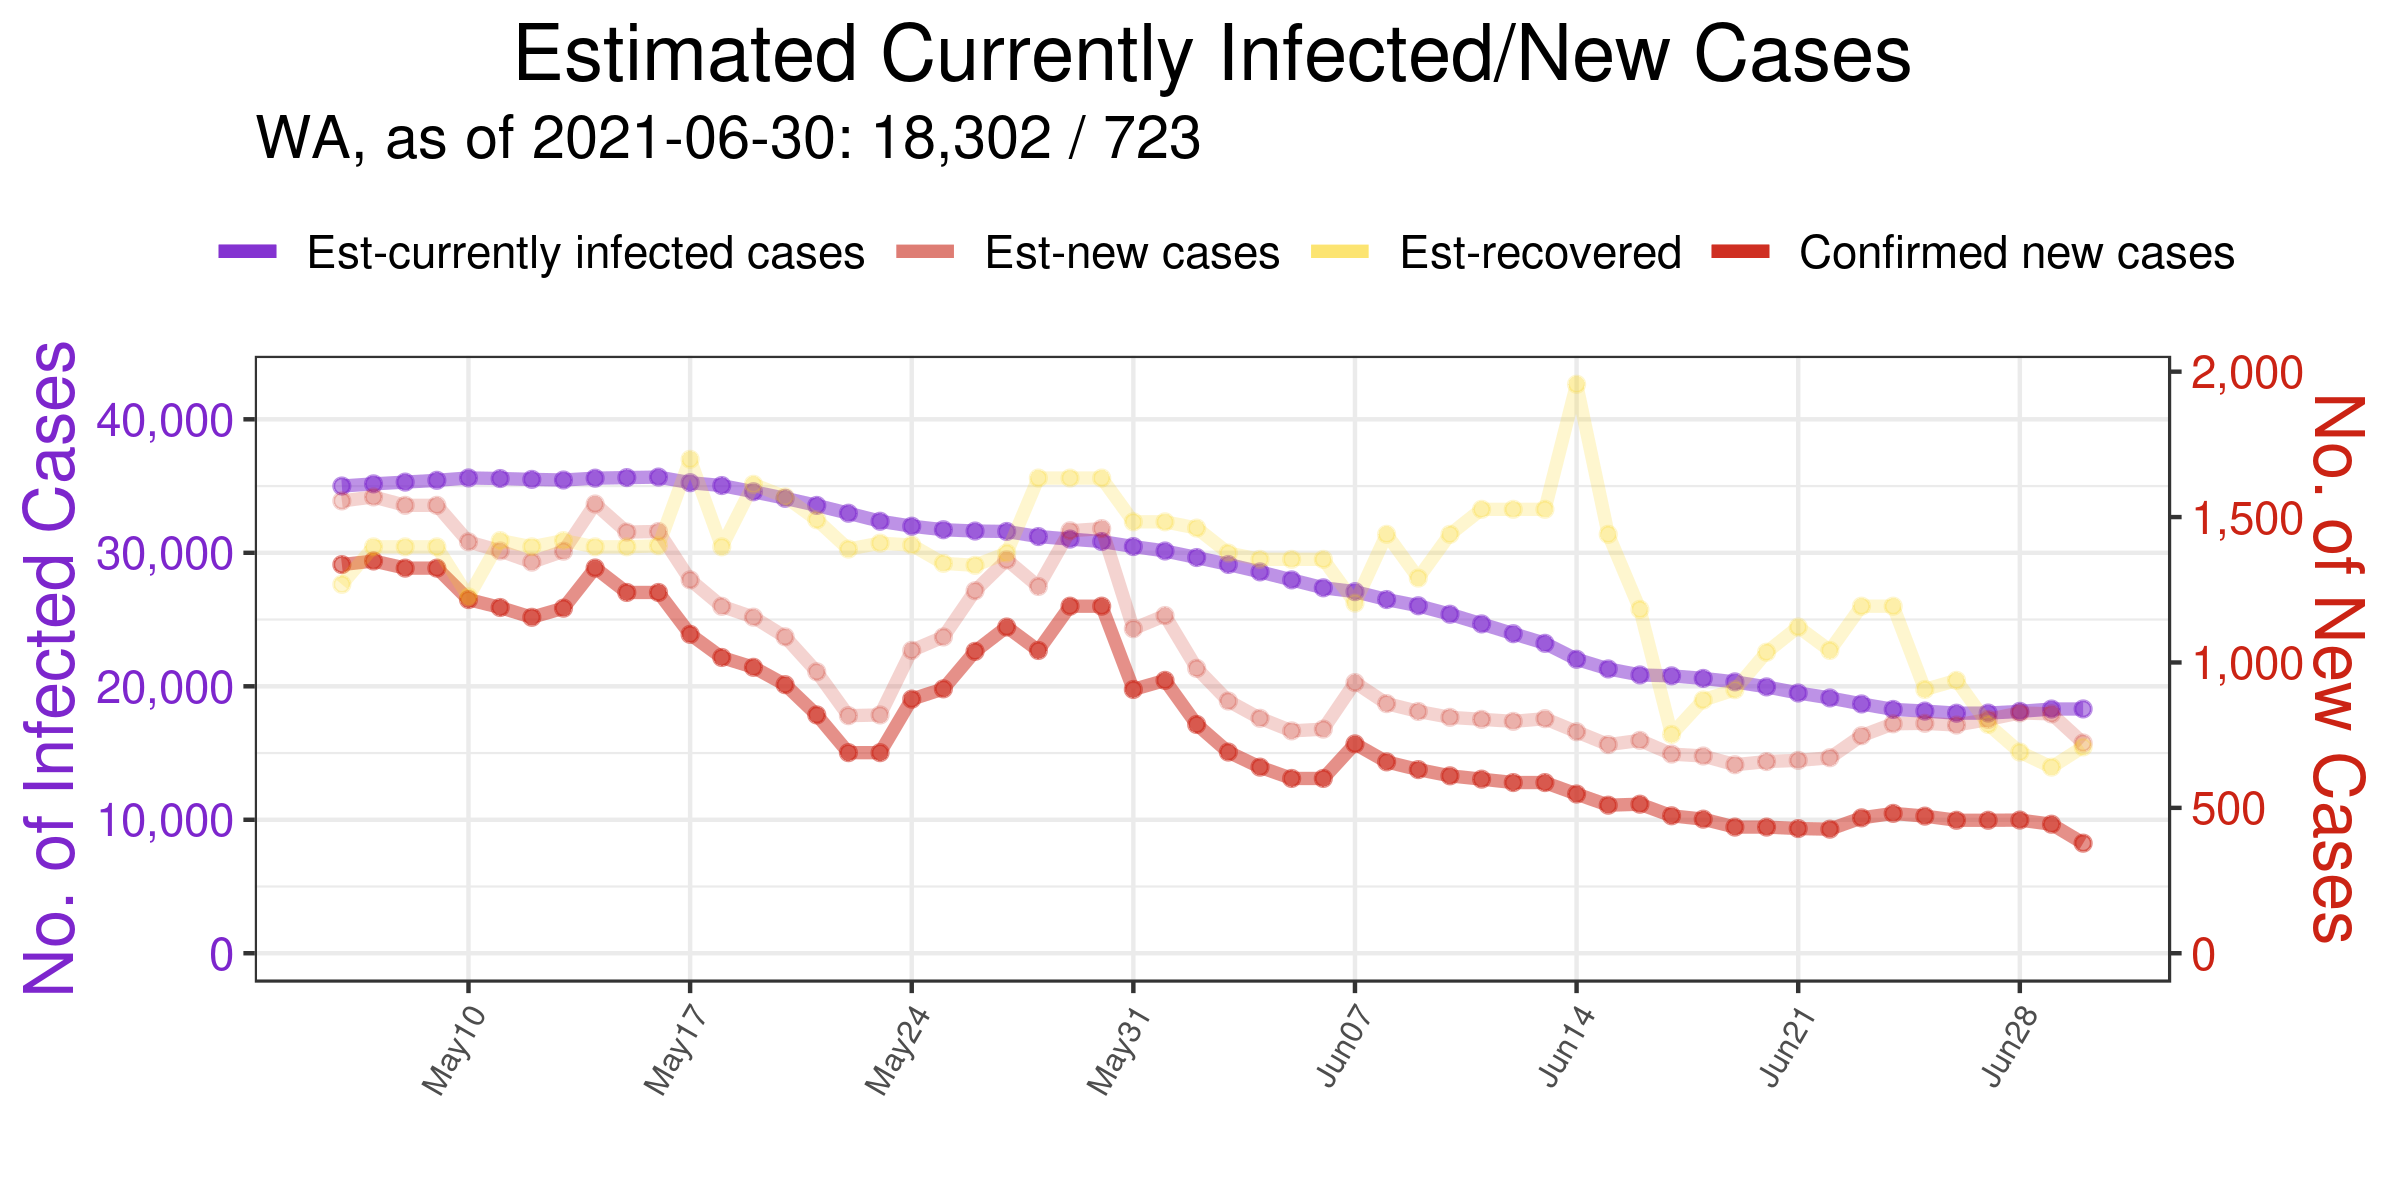 Estimated Currently Infected/New Cases
WA, as of 2021-06-30: 18,302 / 723
Est-currently infected cases Est-new cases Est-recovered Confirmed new cases
No. of Infected Cases
40,000
30,000
20,000
10,000
0
2,000
1,500
1,000
500
0
No. of New Cases
May10 May17 May24 May31 Jun07 Jun14 Jun21 Jun28